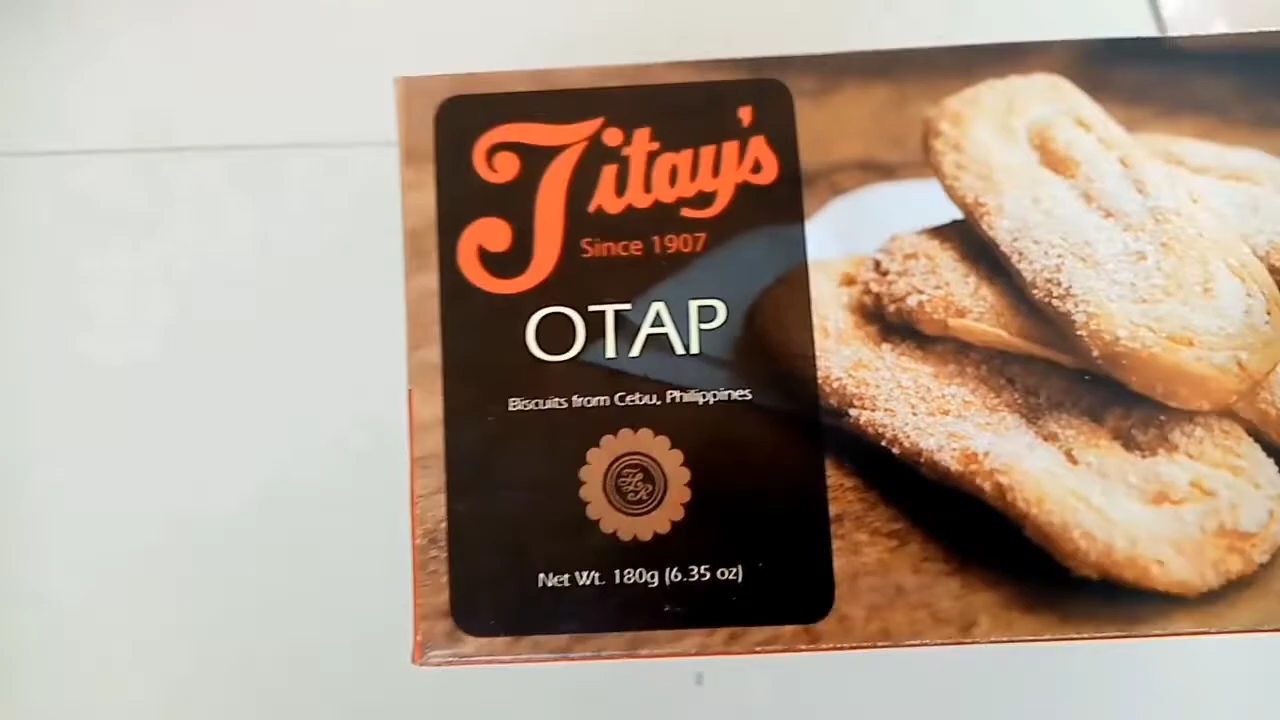 Titay's
Since 1907
OTAP
Biscuits from Cebu, Philippines
Net Wt. 180g (6.35 oz)